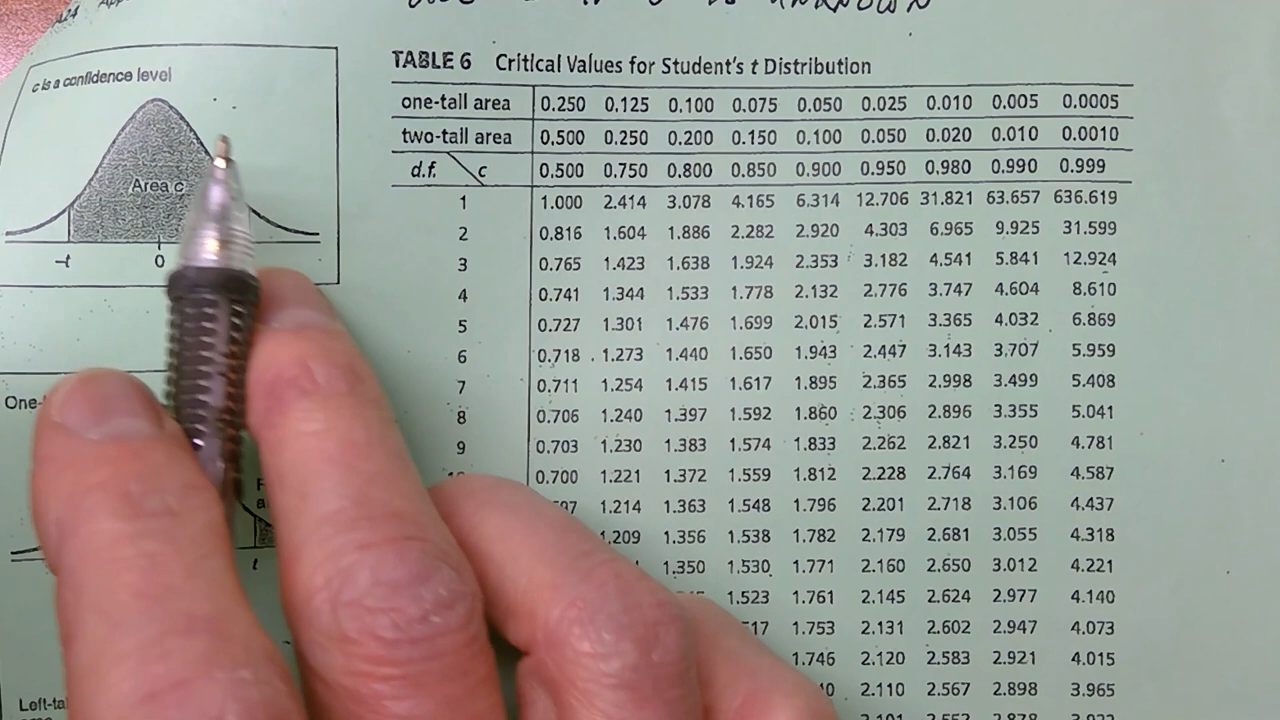 A24
UNKNOWN
c is a confidence level
Area c
-t 0
TABLE 6 Critical Values for Student's t Distribution
one-tail area 0.250 0.125 0.100 0.075 0.050 0.025 0.010 0.005 0.0005
two-tail area 0.500 0.250 0.200 0.150 0.100 0.050 0.020 0.010 0.0010
d.f. c 0.500 0.750 0.800 0.850 0.900 0.950 0.980 0.990 0.999
1 1.000 2.414 3.078 4.165 6.314 12.706 31.821 63.657 636.619
2 0.816 1.604 1.886 2.282 2.920 4.303 6.965 9.925 31.599
3 0.765 1.423 1.638 1.924 2.353 3.182 4.541 5.841 12.924
4 0.741 1.344 1.533 1.778 2.132 2.776 3.747 4.604 8.610
5 0.727 1.301 1.476 1.699 2.015 2.571 3.365 4.032 6.869
6 0.718 1.273 1.440 1.650 1.943 2.447 3.143 3.707 5.959
7 0.711 1.254 1.415 1.617 1.895 2.365 2.998 3.499 5.408
8 0.706 1.240 1.397 1.592 1.860 2.306 2.896 3.355 5.041
9 0.703 1.230 1.383 1.574 1.833 2.262 2.821 3.250 4.781
0.700 1.221 1.372 1.559 1.812 2.228 2.764 3.169 4.587
1.214 1.363 1.548 1.796 2.201 2.718 3.106 4.437
1.209 1.356 1.538 1.782 2.179 2.681 3.055 4.318
1.350 1.530 1.771 2.160 2.650 3.012 4.221
1.523 1.761 2.145 2.624 2.977 4.140
1.753 2.131 2.602 2.947 4.073
1.746 2.120 2.583 2.921 4.015
2.110 2.567 2.898 3.965
One-
t
Left-ta